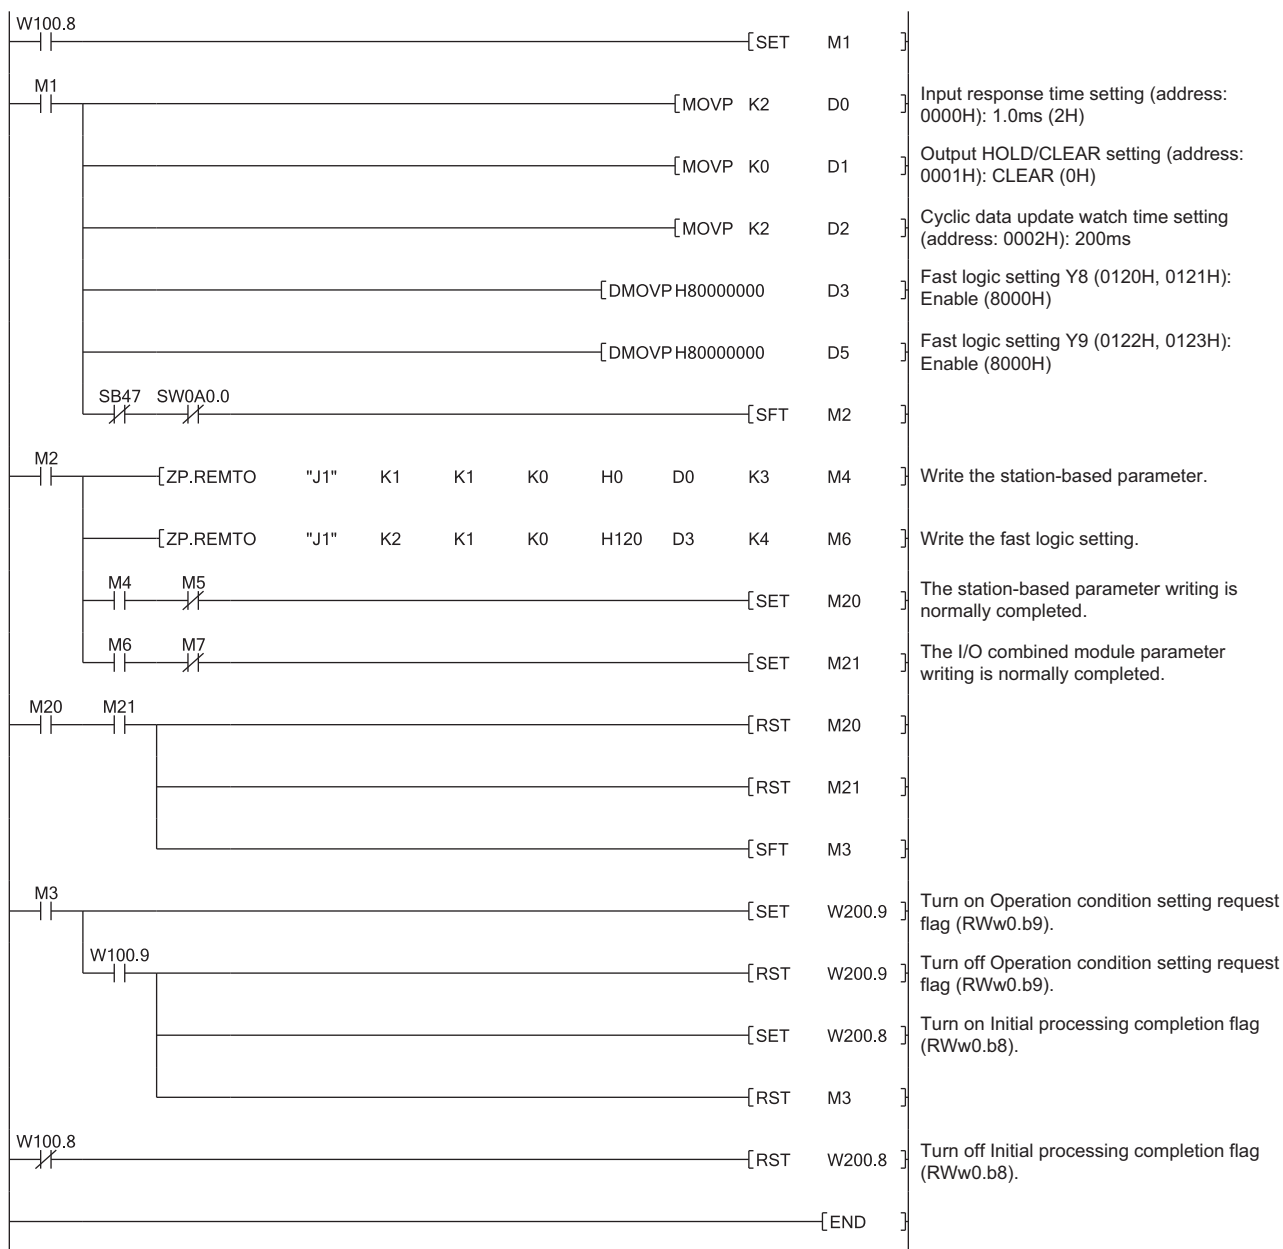 W100.8
SET M1
M1
MOVP K2 D0
Input response time setting (address:
0000H): 1.0ms (2H)
MOVP K0 D1
Output HOLD/CLEAR setting (address:
0001H): CLEAR (0H)
MOVP K2 D2
Cyclic data update watch time setting
(address: 0002H): 200ms
DMOVP H80000000 D3
Fast logic setting Y8 (0120H, 0121H):
Enable (8000H)
DMOVP H80000000 D5
Fast logic setting Y9 (0122H, 0123H):
Enable (8000H)
SB47 SW0A0.0
SFT M2
M2
ZP.REMTO "J1" K1 K1 K0 H0 D0 K3 M4
Write the station-based parameter.
ZP.REMTO "J1" K2 K1 K0 H120 D3 K4 M6
Write the fast logic setting.
M4 M5
SET M20
The station-based parameter writing is
normally completed.
M6 M7
SET M21
The I/O combined module parameter
writing is normally completed.
M20 M21
RST M20
RST M21
SFT M3
M3
SET W200.9
Turn on Operation condition setting request
flag (RWw0.b9).
W100.9
RST W200.9
Turn off Operation condition setting request
flag (RWw0.b9).
SET W200.8
Turn on Initial processing completion flag
(RWw0.b8).
RST M3
W100.8
RST W200.8
Turn off Initial processing completion flag
(RWw0.b8).
END